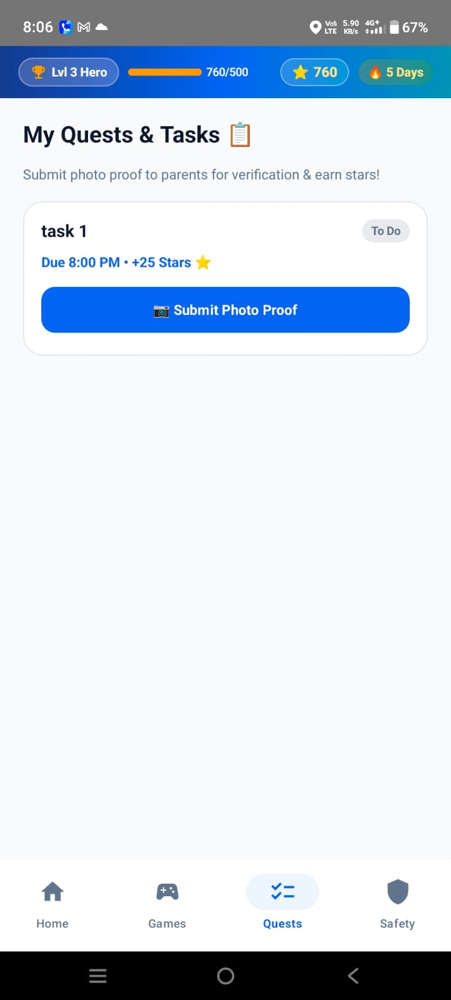 8:06 Vo) LTE 5.90 KB/s 4G+ 67%
🏆 Lvl 3 Hero 760/500 ⭐ 760 🔥 5 Days
My Quests & Tasks 📋
Submit photo proof to parents for verification & earn stars!
task 1 To Do
Due 8:00 PM • +25 Stars ⭐
📷 Submit Photo Proof
Home Games Quests Safety